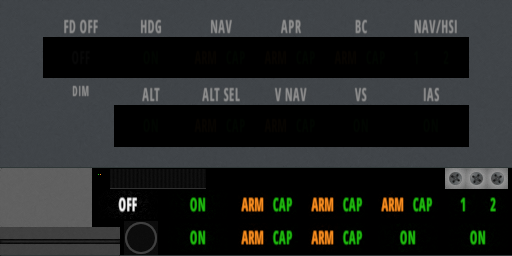 FD OFF HDG NAV APR BC NAV/HSI
OFF ON ARM CAP ARM CAP ARM CAP
DIM ALT ALT SEL V NAV VS IAS
ON ARM CAP ARM CAP ON ON
OFF ON ARM CAP ARM CAP ARM CAP 1 2
ON ARM CAP ARM CAP ON ON